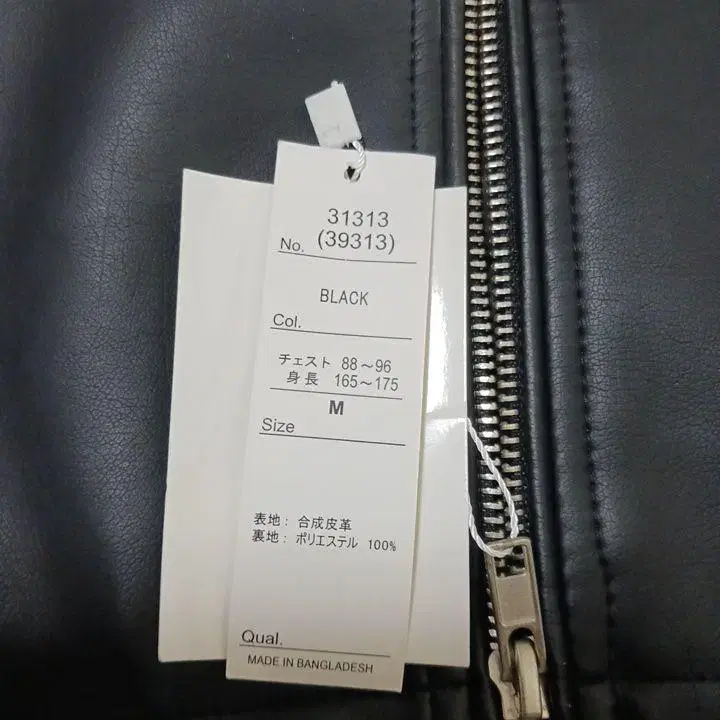 31313
No. (39313)
BLACK
Col.
チェスト 88～96
身長 165～175
M
Size
表地： 合成皮革
裏地： ポリエステル 100%
Qual.
MADE IN BANGLADESH